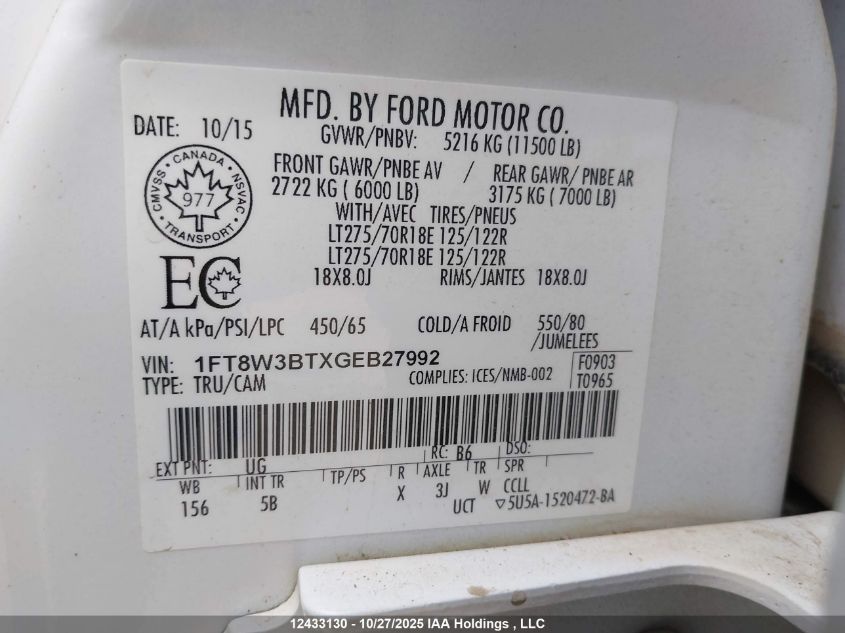 MFD. BY FORD MOTOR CO.
DATE: 10/15
GVWR/PNBV: 5216 KG (11500 LB)
FRONT GAWR/PNBE AV / REAR GAWR/ PNBE AR
2722 KG ( 6000 LB) 3175 KG ( 7000 LB)
WITH/AVEC TIRES/PNEUS
LT275/70R18E 125/122R
LT275/70R18E 125/122R
18X8.0J RIMS/JANTES 18X8.0J
CANADA
CMVSS NSVAC
977
TRANSPORT
EC
AT/A kPa/PSI/LPC 450/65 COLD/A FROID 550/80
/JUMELEES
VIN: 1FT8W3BTXGEB27992
F0903
TYPE: TRU/CAM COMPLIES: ICES/NMB-002
T0965
RC: B6 DSO:
EXT PNT: UG
WB INT TR TP/PS R AXLE TR SPR
156 5B X 3J W CCLL
UCT ▽5U5A-1520472-BA
12433130 - 10/27/2025 IAA Holdings , LLC